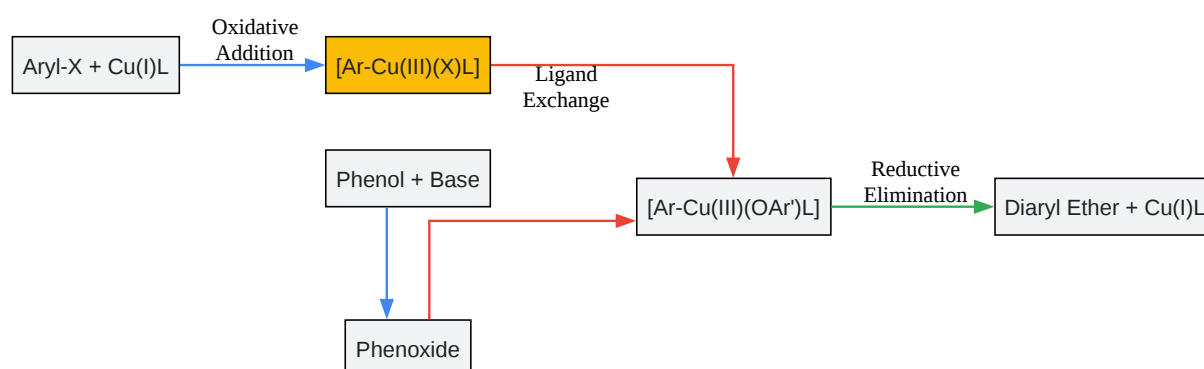 Oxidative
Addition
Aryl-X + Cu(I)L
[Ar-Cu(III)(X)L]
Ligand
Exchange
Phenol + Base
[Ar-Cu(III)(OAr')L]
Reductive
Elimination
Diaryl Ether + Cu(I)L
Phenoxide